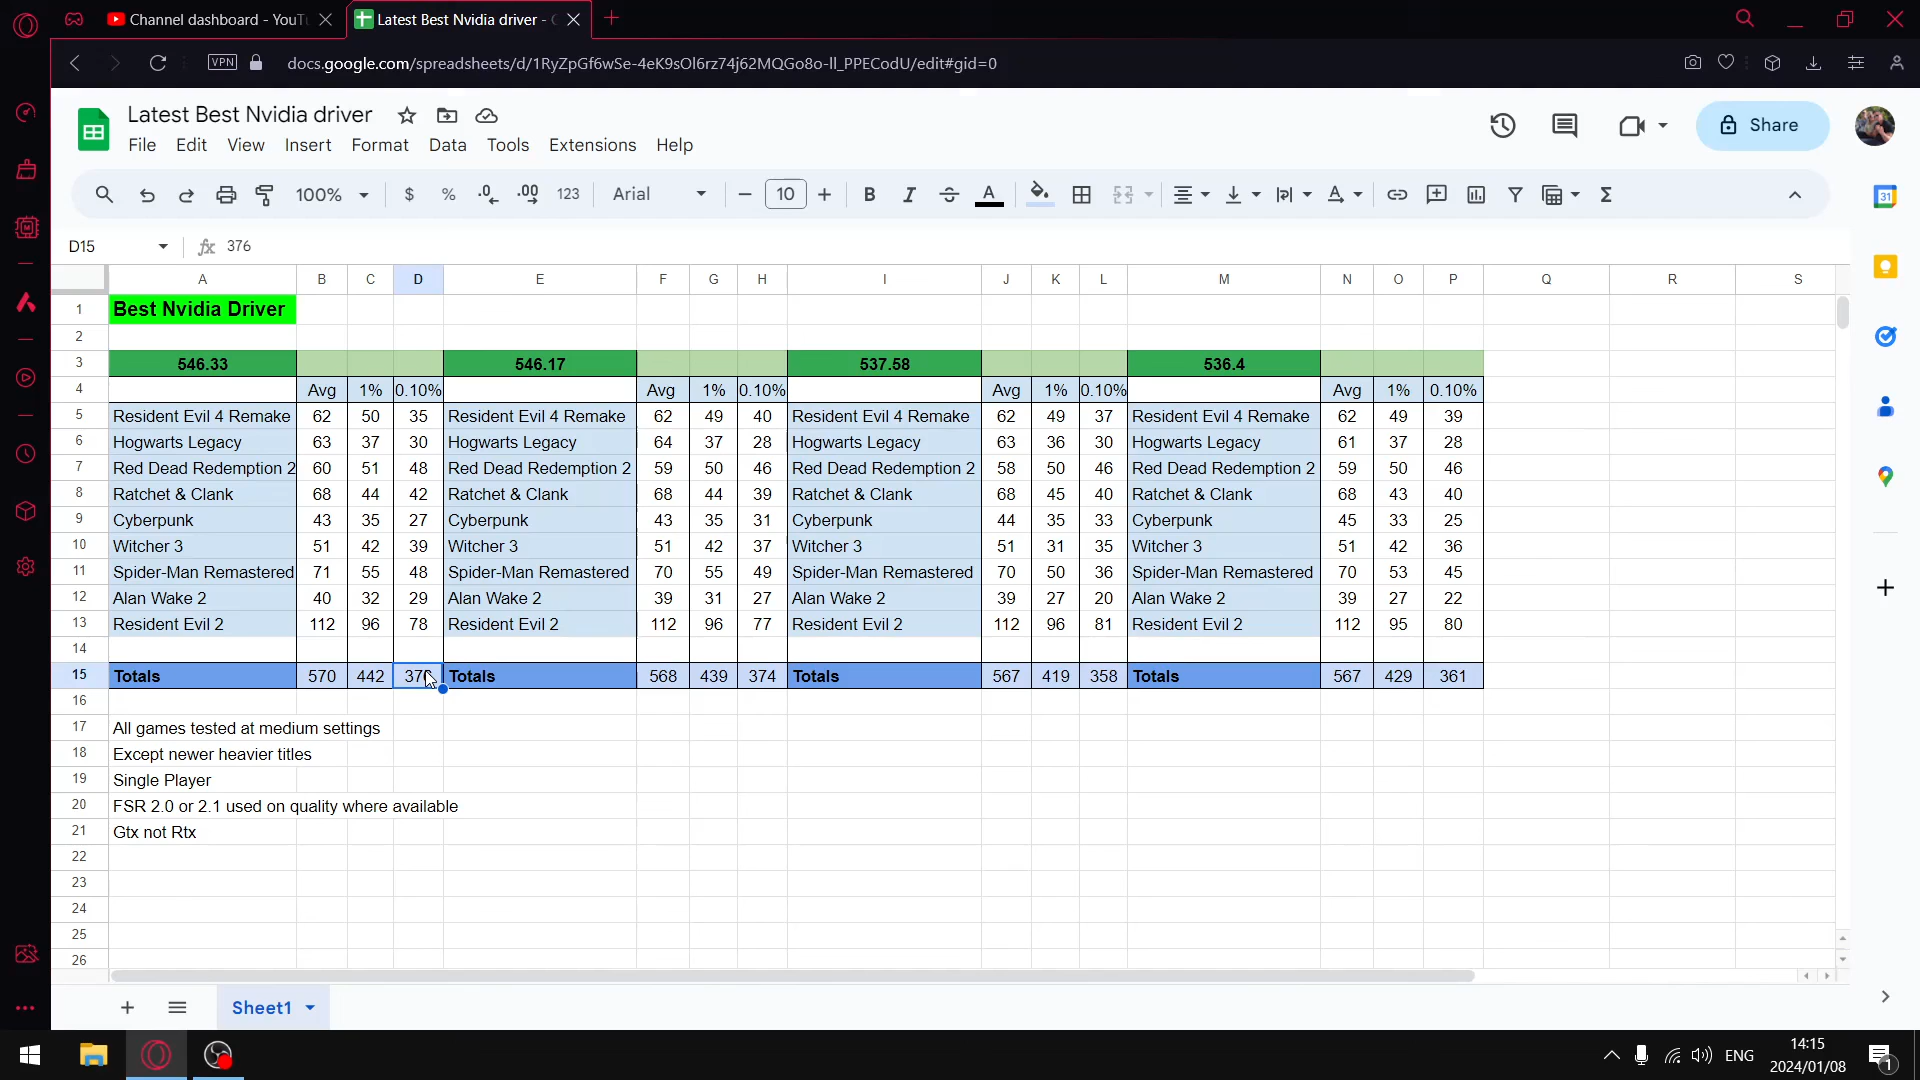 Channel dashboard - YouTu
Latest Best Nvidia driver -
VPN
docs.google.com/spreadsheets/d/1RyZpGf6wSe-4eK9sOl6rz74j62MQGo8o-ll_PPECodU/edit#gid=0
Latest Best Nvidia driver
File Edit View Insert Format Data Tools Extensions Help
Share
100% $ % .0 .00 123 Arial 10 B I A
31
D15 fx 376
A B C D E F G H I J K L M N O P Q R S
1 Best Nvidia Driver
2
3 546.33 546.17 537.58 536.4
4 Avg 1% 0.10% Avg 1% 0.10% Avg 1% 0.10% Avg 1% 0.10%
5 Resident Evil 4 Remake 62 50 35 Resident Evil 4 Remake 62 49 40 Resident Evil 4 Remake 62 49 37 Resident Evil 4 Remake 62 49 39
6 Hogwarts Legacy 63 37 30 Hogwarts Legacy 64 37 28 Hogwarts Legacy 63 36 30 Hogwarts Legacy 61 37 28
7 Red Dead Redemption 2 60 51 48 Red Dead Redemption 2 59 50 46 Red Dead Redemption 2 58 50 46 Red Dead Redemption 2 59 50 46
8 Ratchet & Clank 68 44 42 Ratchet & Clank 68 44 39 Ratchet & Clank 68 45 40 Ratchet & Clank 68 43 40
9 Cyberpunk 43 35 27 Cyberpunk 43 35 31 Cyberpunk 44 35 33 Cyberpunk 45 33 25
10 Witcher 3 51 42 39 Witcher 3 51 42 37 Witcher 3 51 31 35 Witcher 3 51 42 36
11 Spider-Man Remastered 71 55 48 Spider-Man Remastered 70 55 49 Spider-Man Remastered 70 50 36 Spider-Man Remastered 70 53 45
12 Alan Wake 2 40 32 29 Alan Wake 2 39 31 27 Alan Wake 2 39 27 20 Alan Wake 2 39 27 22
13 Resident Evil 2 112 96 78 Resident Evil 2 112 96 77 Resident Evil 2 112 96 81 Resident Evil 2 112 95 80
14
15 Totals 570 442 376 Totals 568 439 374 Totals 567 419 358 Totals 567 429 361
16
17 All games tested at medium settings
18 Except newer heavier titles
19 Single Player
20 FSR 2.0 or 2.1 used on quality where available
21 Gtx not Rtx
22
23
24
25
26
Sheet1
ENG
14:15
2024/01/08
1